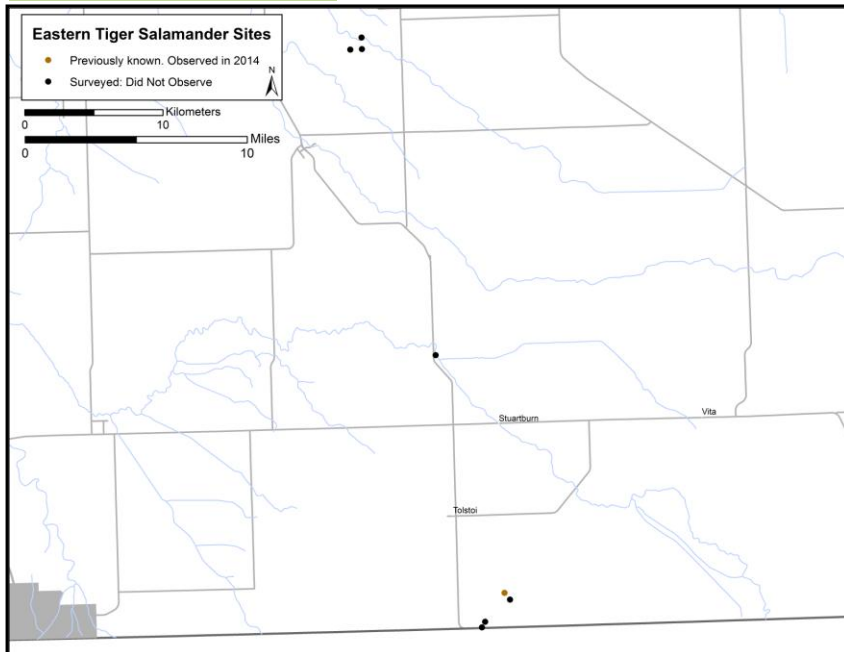 Eastern Tiger Salamander Sites
Previously known. Observed in 2014
Surveyed: Did Not Observe
N
Kilometers
0 10
Miles
0 10
Stuartburn
Vita
Tolstoi